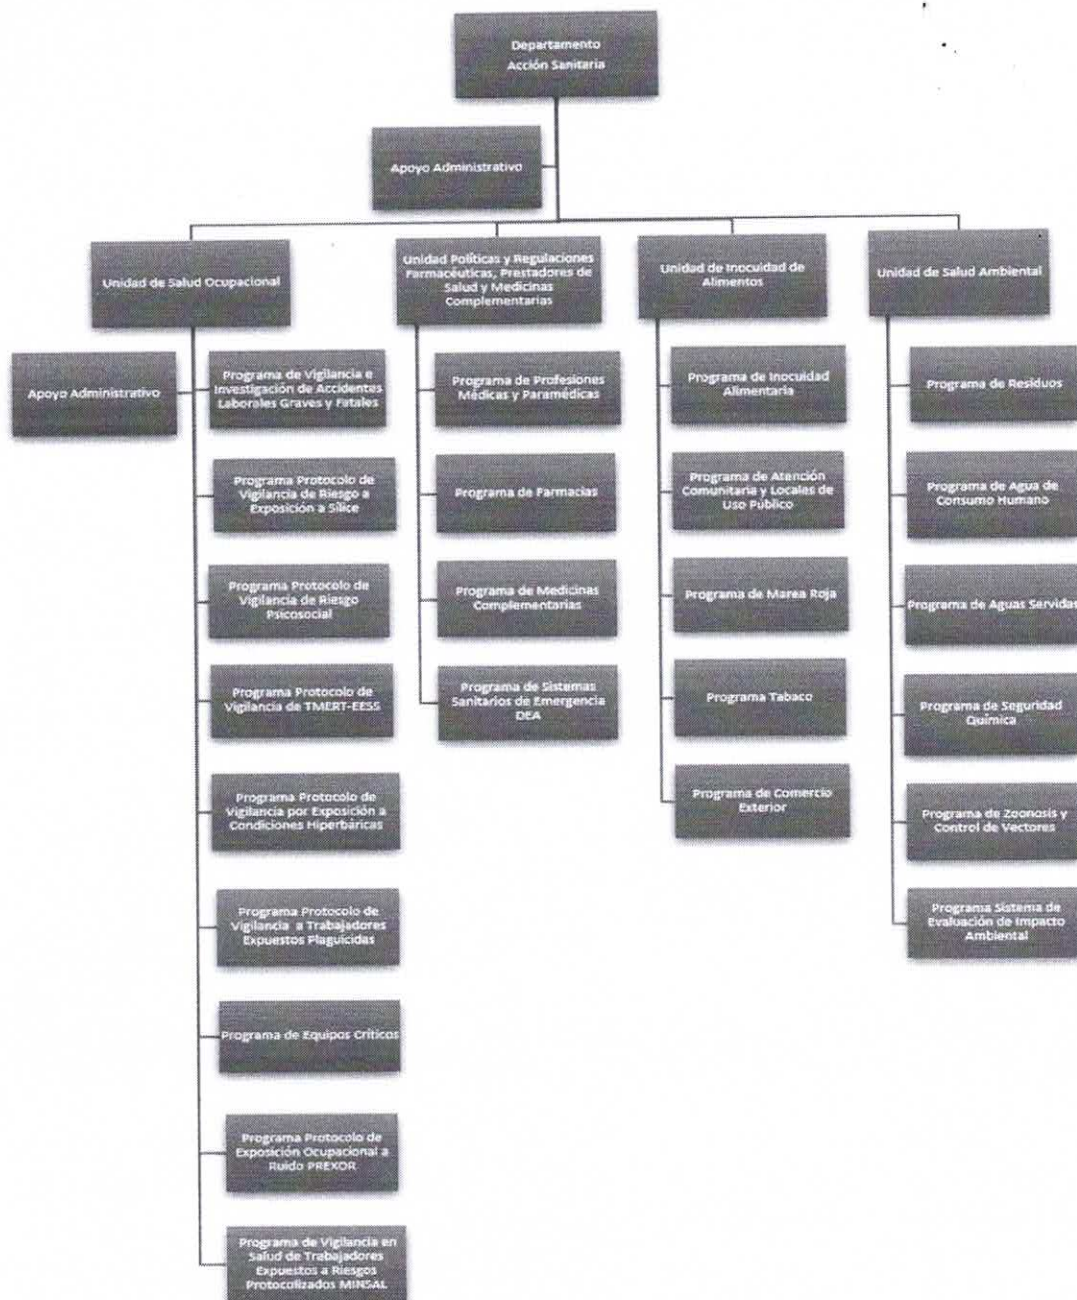 Departamento
Acción Sanitaria
Apoyo Administrativo
Unidad de Salud Ocupacional
Unidad Políticas y Regulaciones
Farmacéuticas, Prestadores de
Salud y Medicinas
Complementarias
Unidad de Inocuidad de
Alimentos
Unidad de Salud Ambiental
Apoyo Administrativo
Programa de Vigilancia e
Investigación de Accidentes
Laborales Graves y Fatales
Programa Protocolo de
Vigilancia de Riesgo a
Exposición a Sílice
Programa Protocolo de
Vigilancia de Riesgo
Psicosocial
Programa Protocolo de
Vigilancia de TMERT-EESS
Programa Protocolo de
Vigilancia por Exposición a
Condiciones Hiperbáricas
Programa Protocolo de
Vigilancia a Trabajadores
Expuestos Plaguicidas
Programa de Equipos Críticos
Programa Protocolo de
Exposición Ocupacional a
Ruido PREXOR
Programa de Vigilancia en
Salud de Trabajadores
Expuestos a Riesgos
Protocolizados MINSAL
Programa de Profesiones
Médicas y Paramédicas
Programa de Farmacias
Programa de Medicinas
Complementarias
Programa de Sistemas
Sanitarios de Emergencia
DEA
Programa de Inocuidad
Alimentaria
Programa de Atención
Comunitaria y Locales de
Uso Público
Programa de Marea Roja
Programa Tabaco
Programa de Comercio
Exterior
Programa de Residuos
Programa de Agua de
Consumo Humano
Programa de Aguas Servidas
Programa de Seguridad
Química
Programa de Zoonosis y
Control de Vectores
Programa Sistema de
Evaluación de Impacto
Ambiental